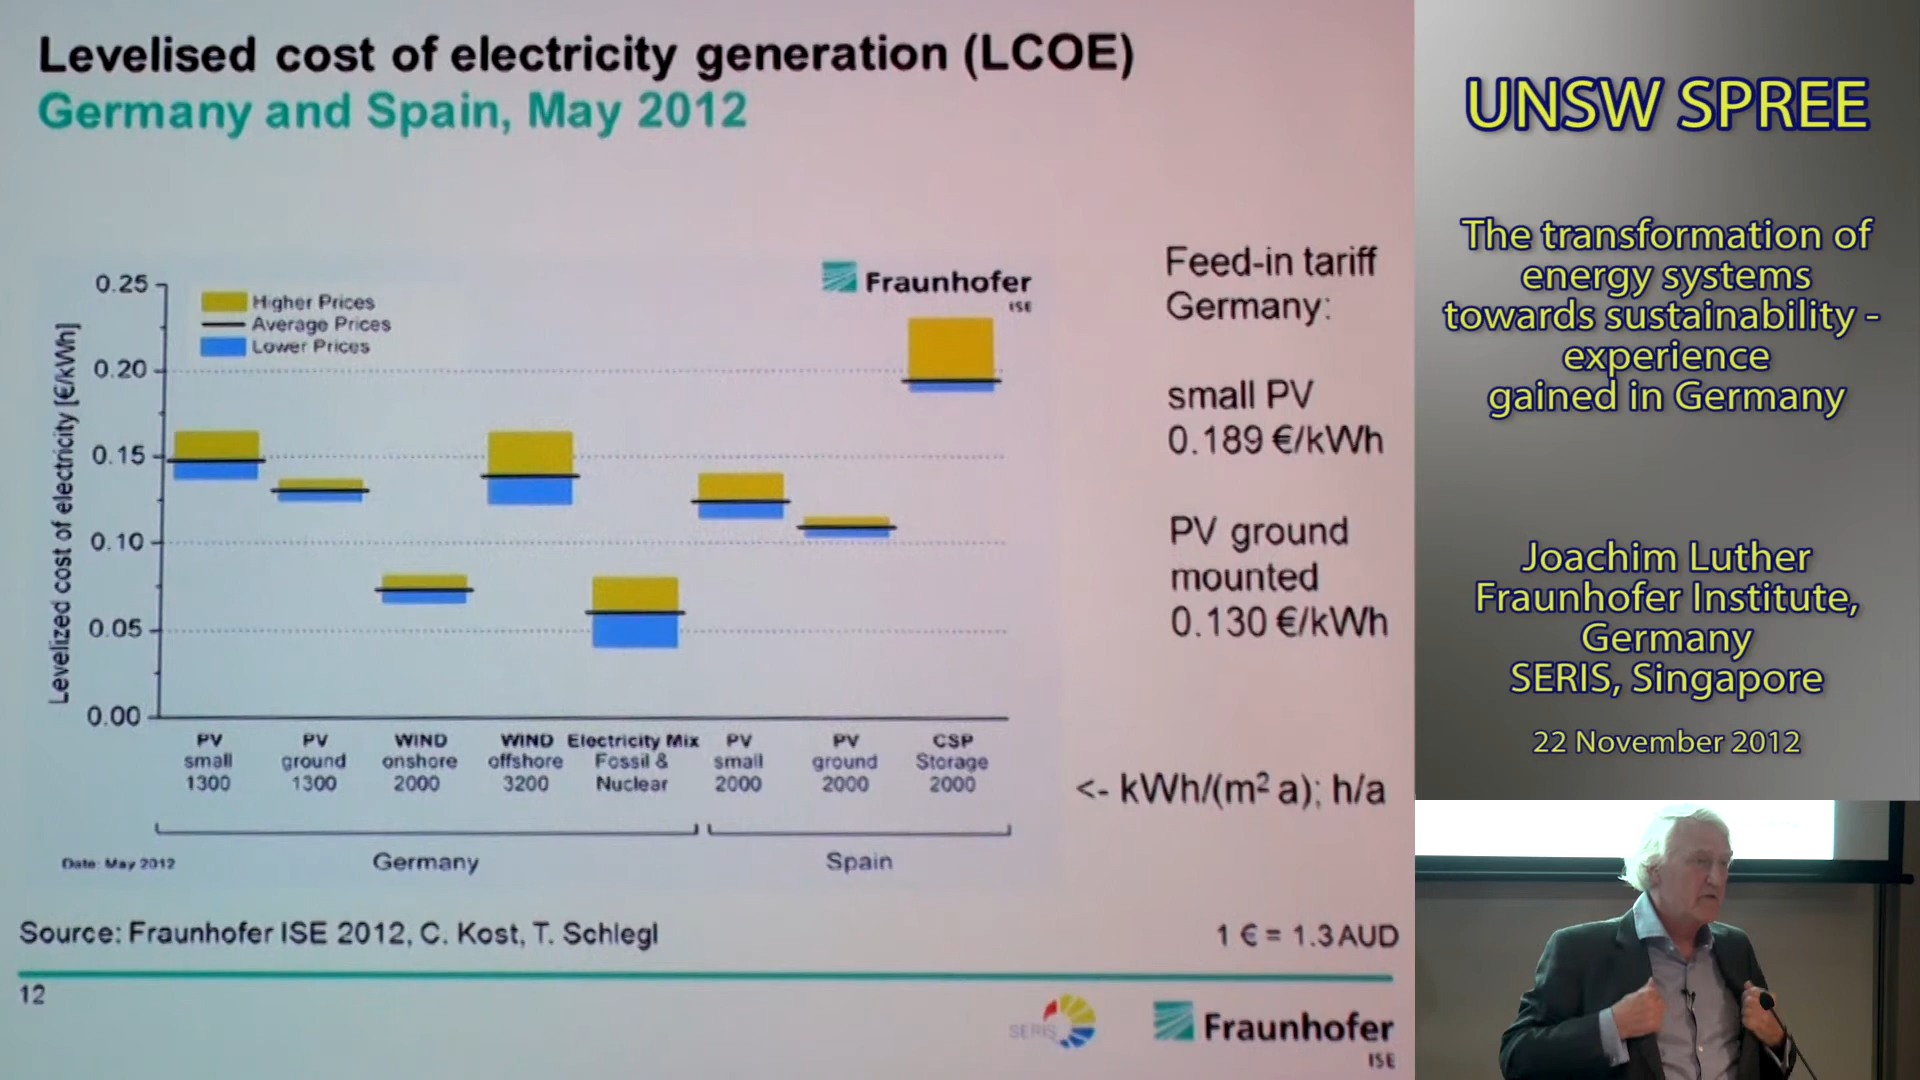 Levelised cost of electricity generation (LCOE)
Germany and Spain, May 2012
Fraunhofer
ISE
Higher Prices
Average Prices
Lower Prices
Levelized cost of electricity [€/kWh]
0.25
0.20
0.15
0.10
0.05
0.00
PV small 1300
PV ground 1300
WIND onshore 2000
WIND offshore 3200
Electricity Mix Fossil & Nuclear
PV small 2000
PV ground 2000
CSP Storage 2000
Germany
Spain
Date: May 2012
Feed-in tariff
Germany:
small PV
0.189 €/kWh
PV ground
mounted
0.130 €/kWh
<- kWh/(m² a); h/a
Source: Fraunhofer ISE 2012, C. Kost, T. Schlegl
1 € = 1.3 AUD
12
SERIS
Fraunhofer
ISE
UNSW SPREE
The transformation of
energy systems
towards sustainability -
experience
gained in Germany
Joachim Luther
Fraunhofer Institute,
Germany
SERIS, Singapore
22 November 2012